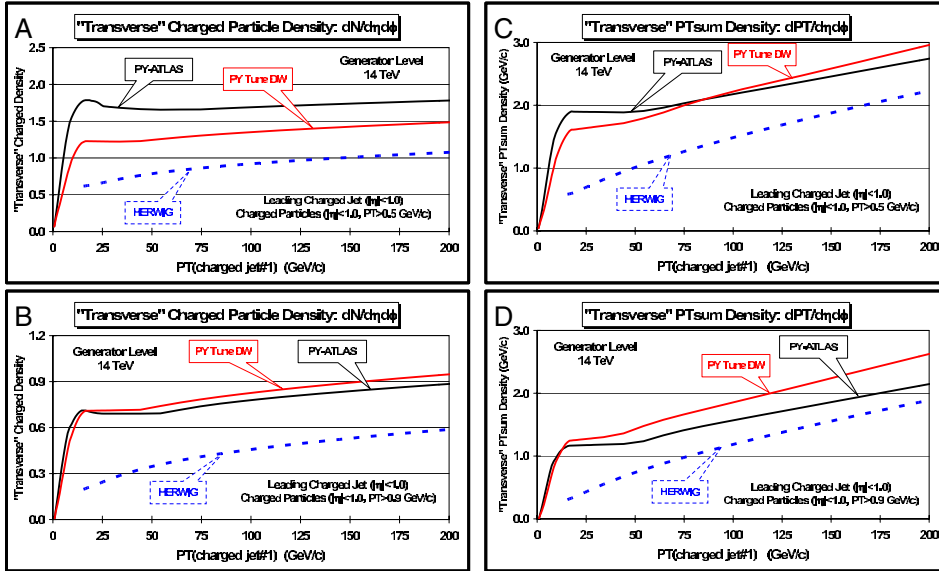 A
"Transverse" Charged Particle Density: dN/dηdϕ
"Transverse" Charged Density
2.5
2.0
1.5
1.0
0.5
0.0
PY-ATLAS
Generator Level
14 TeV
PY Tune DW
HERWIG
Leading Charged Jet (|η|<1.0)
Charged Particles (|η|<1.0, PT>0.5 GeV/c)
0 25 50 75 100 125 150 175 200
PT(charged jet#1) (GeV/c)
C
"Transverse" PTsum Density: dPT/dηdϕ
"Transverse" PTsum Density (GeV/c)
3.0
2.0
1.0
0.0
Generator Level
14 TeV
PY-ATLAS
PY Tune DW
HERWIG
Leading Charged Jet (|η|<1.0)
Charged Particles (|η|<1.0, PT>0.5 GeV/c)
0 25 50 75 100 125 150 175 200
PT(charged jet#1) (GeV/c)
B
"Transverse" Charged Particle Density: dN/dηdϕ
"Transverse" Charged Density
1.2
0.9
0.6
0.3
0.0
Generator Level
14 TeV
PY Tune DW
PY-ATLAS
HERWIG
Leading Charged Jet (|η|<1.0)
Charged Particles (|η|<1.0, PT>0.9 GeV/c)
0 25 50 75 100 125 150 175 200
PT(charged jet#1) (GeV/c)
D
"Transverse" PTsum Density: dPT/dηdϕ
"Transverse" PTsum Density (GeV/c)
3.0
2.0
1.0
0.0
Generator Level
14 TeV
PY Tune DW
PY-ATLAS
HERWIG
Leading Charged Jet (|η|<1.0)
Charged Particles (|η|<1.0, PT>0.9 GeV/c)
0 25 50 75 100 125 150 175 200
PT(charged jet#1) (GeV/c)